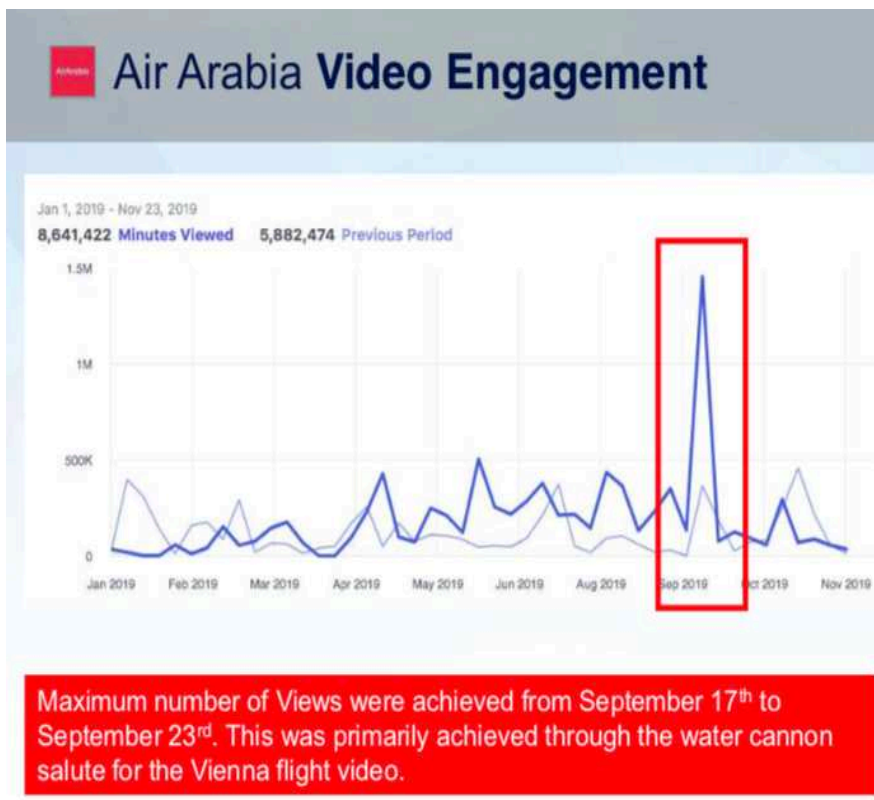 AirArabia
Air Arabia Video Engagement
Jan 1, 2019 - Nov 23, 2019
8,641,422 Minutes Viewed 5,882,474 Previous Period
1.5M
1M
500K
0
Jan 2019 Feb 2019 Mar 2019 Apr 2019 May 2019 Jun 2019 Aug 2019 Sep 2019 Oct 2019 Nov 2019
Maximum number of Views were achieved from September 17th to
September 23rd. This was primarily achieved through the water cannon
salute for the Vienna flight video.